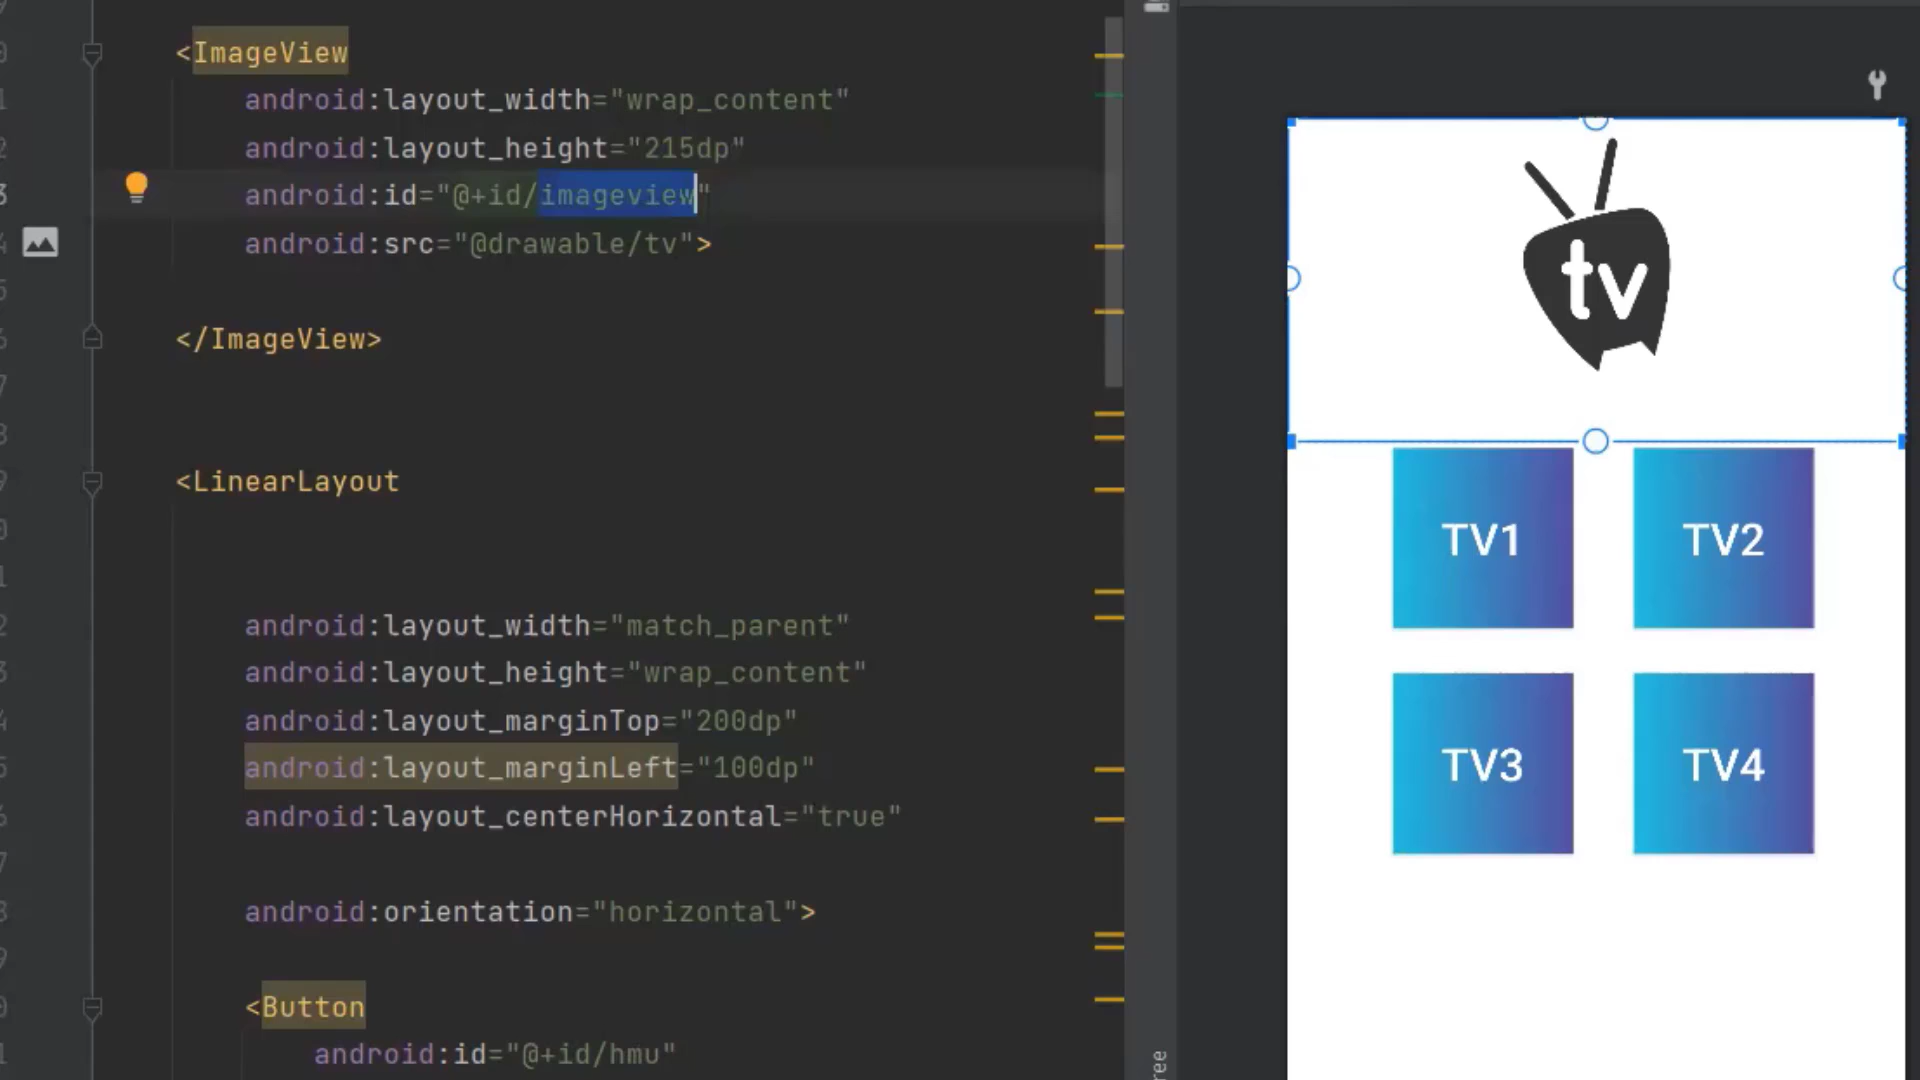 <ImageView
android:layout_width="wrap_content"
android:layout_height="215dp"
android:id="@+id/imageview"
android:src="@drawable/tv">
</ImageView>
<LinearLayout
android:layout_width="match_parent"
android:layout_height="wrap_content"
android:layout_marginTop="200dp"
android:layout_marginLeft="100dp"
android:layout_centerHorizontal="true"
android:orientation="horizontal">
<Button
android:id="@+id/hmu"
tv
TV1 TV2
TV3 TV4